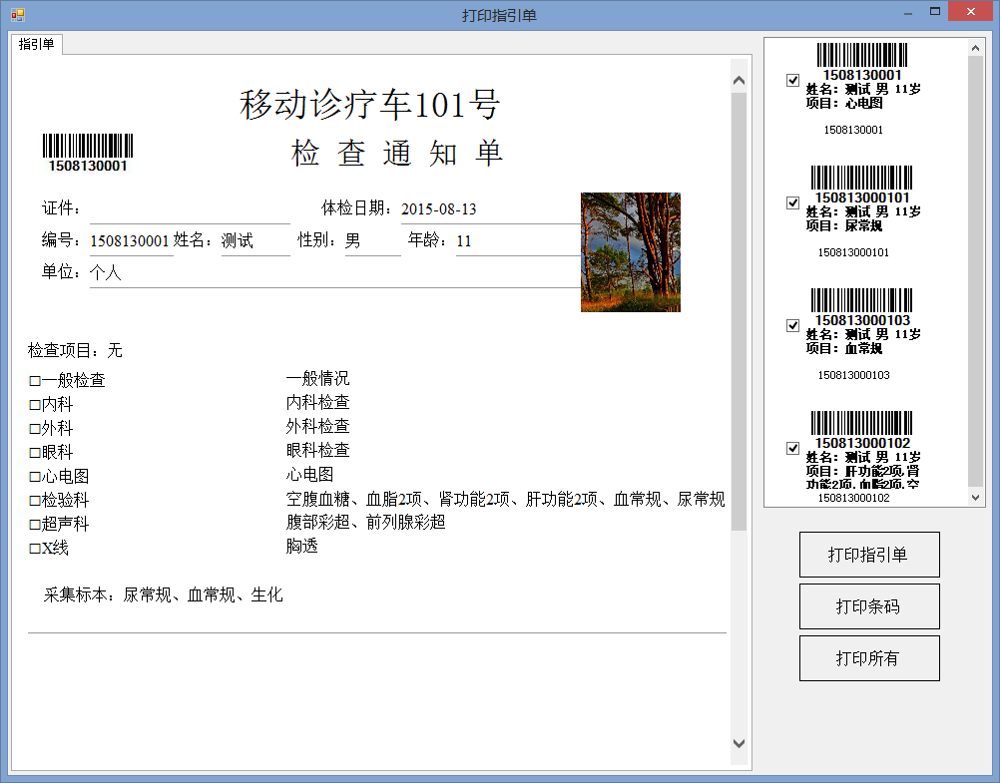 打印指引单
指引单
移动诊疗车101号
检 查 通 知 单
1508130001
证件：
体检日期：2015-08-13
编号：1508130001 姓名：测试 性别：男 年龄：11
单位：个人
检查项目：无
□一般检查 一般情况
□内科 内科检查
□外科 外科检查
□眼科 眼科检查
□心电图 心电图
□检验科 空腹血糖、血脂2项、肾功能2项、肝功能2项、血常规、尿常规
□超声科 腹部彩超、前列腺彩超
□X线 胸透
采集标本：尿常规、血常规、生化
1508130001
姓名：测试 男 11岁
项目：心电图
1508130001
150813000101
姓名：测试 男 11岁
项目：尿常规
150813000101
150813000103
姓名：测试 男 11岁
项目：血常规
150813000103
150813000102
姓名：测试 男 11岁
项目：肝功能2项,肾
功能2项,血脂2项,空
150813000102
打印指引单
打印条码
打印所有